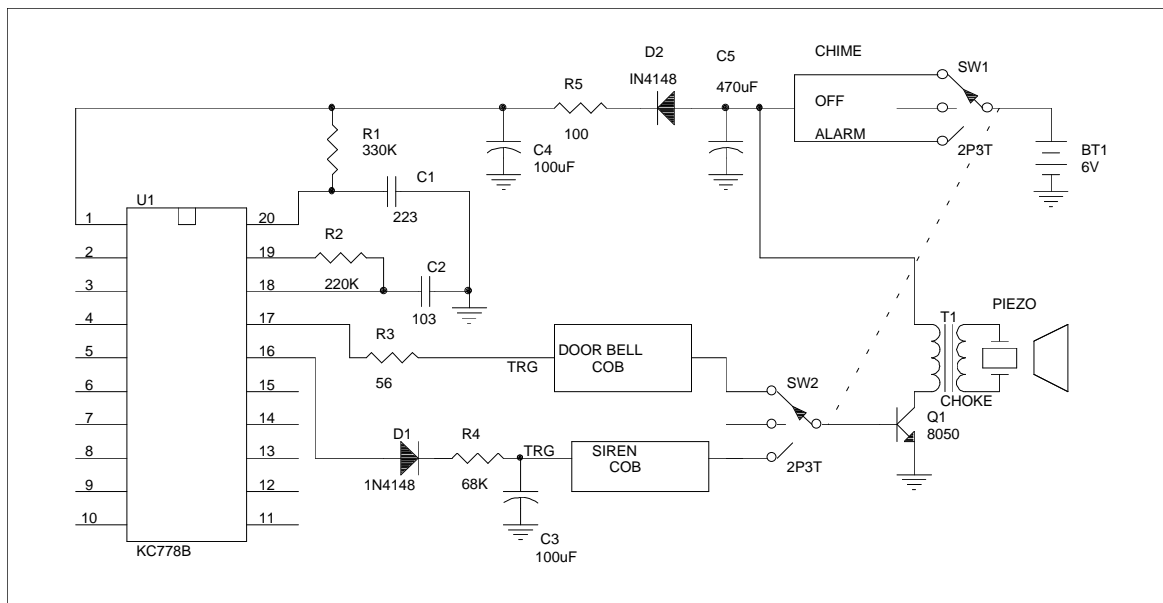 D2
C5
CHIME
R5
IN4148
470uF
SW1
OFF
R1
330K
C4
100uF
100
ALARM
2P3T
BT1
6V
C1
U1
223
1
20
R2
2
19
C2
220K
3
18
103
4
17
R3
5
16
56
TRG
DOOR BELL
COB
T1
PIEZO
CHOKE
6
15
SW2
7
14
Q1
8050
8
13
D1
R4
TRG
SIREN
COB
2P3T
9
12
1N4148
68K
10
11
C3
100uF
KC778B